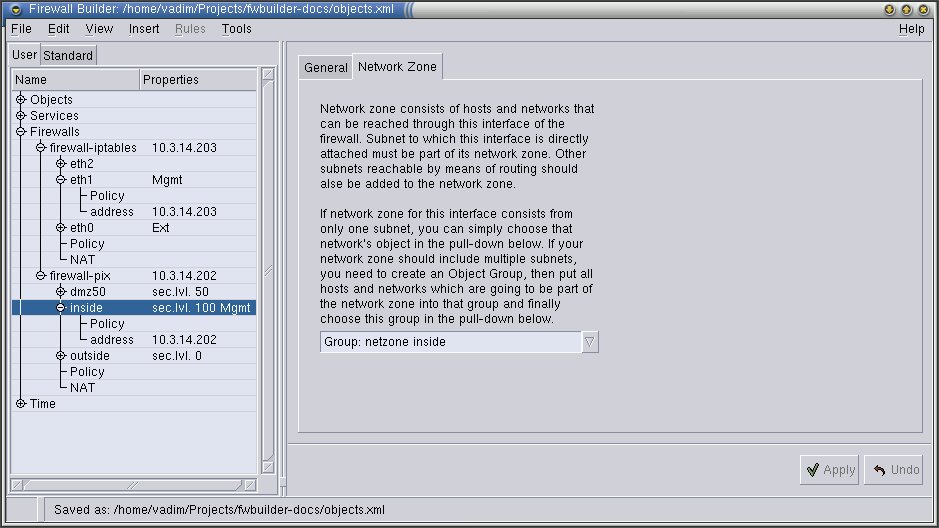 Firewall Builder: /home/vadim/Projects/fwbuilder-docs/objects.xml
File Edit View Insert Rules Tools Help
User Standard
Name Properties
Objects
Services
Firewalls
firewall-iptables 10.3.14.203
eth2
eth1 Mgmt
Policy
address 10.3.14.203
eth0 Ext
Policy
NAT
firewall-pix 10.3.14.202
dmz50 sec.lvl. 50
inside sec.lvl. 100 Mgmt
Policy
address 10.3.14.202
outside sec.lvl. 0
Policy
NAT
Time
General Network Zone
Network zone consists of hosts and networks that
can be reached through this interface of the
firewall. Subnet to which this interface is directly
attached must be part of its network zone. Other
subnets reachable by means of routing should
alse be added to the network zone.
If network zone for this interface consists from
only one subnet, you can simply choose that
network's object in the pull-down below. If your
network zone should include multiple subnets,
you need to create an Object Group, then put all
hosts and networks which are going to be part of
the network zone into that group and finally
choose this group in the pull-down below.
Group: netzone inside
Apply Undo
Saved as: /home/vadim/Projects/fwbuilder-docs/objects.xml